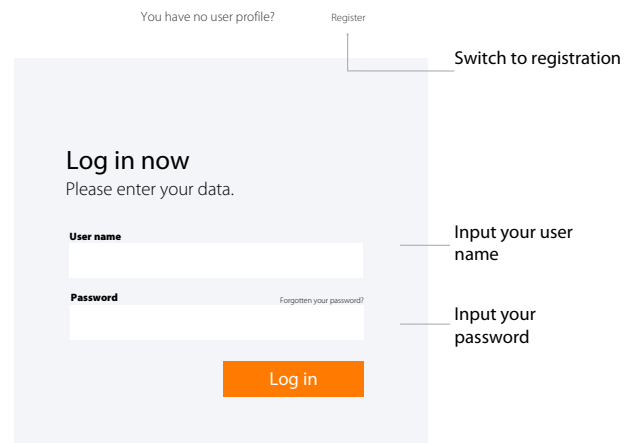 You have no user profile? Register
Switch to registration
Log in now
Please enter your data.
User name
Input your user
name
Password Forgotten your password?
Input your
password
Log in